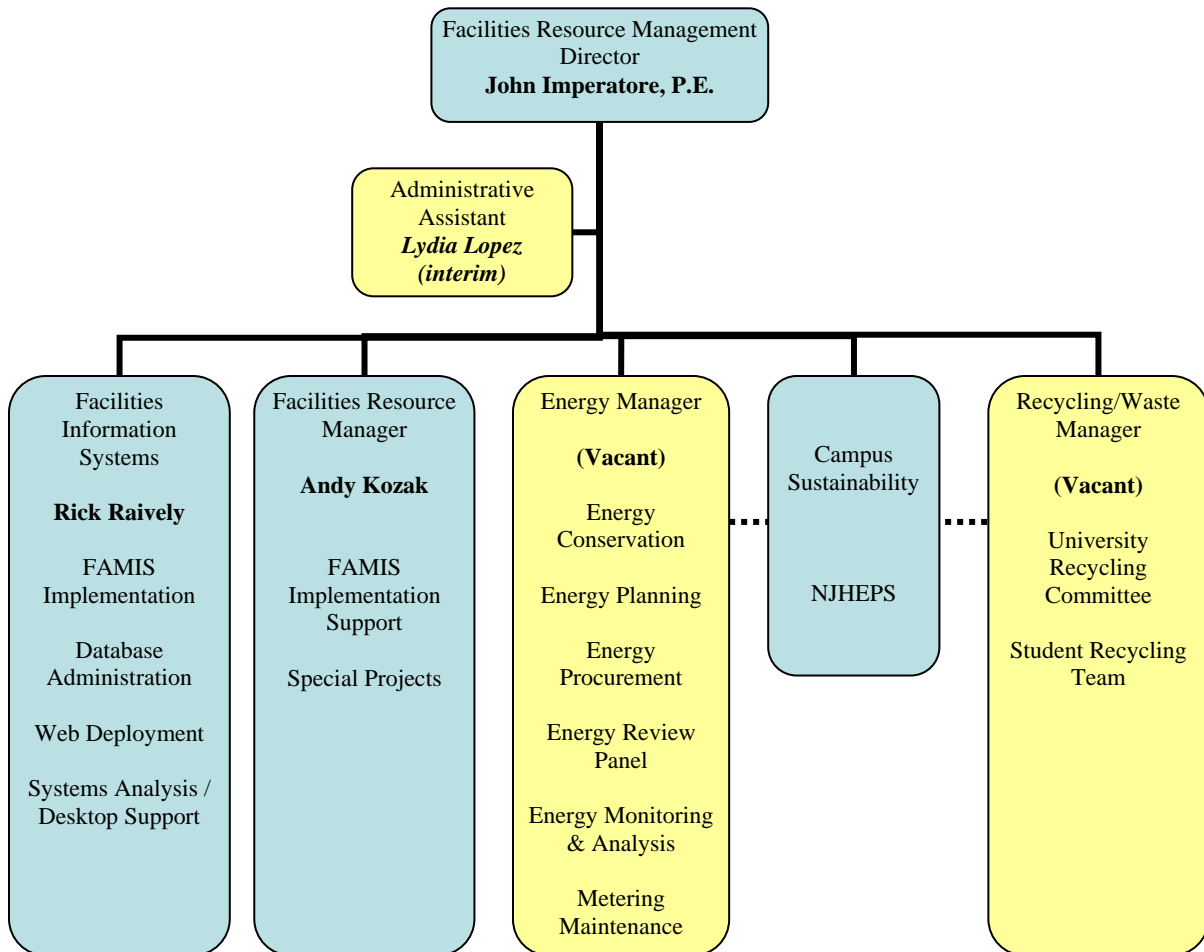 Facilities Resource Management
Director
John Imperatore, P.E.
Administrative
Assistant
Lydia Lopez
(interim)
Facilities
Information
Systems
Rick Raively
FAMIS
Implementation
Database
Administration
Web Deployment
Systems Analysis /
Desktop Support
Facilities Resource
Manager
Andy Kozak
FAMIS
Implementation
Support
Special Projects
Energy Manager
(Vacant)
Energy
Conservation
Energy Planning
Energy
Procurement
Energy Review
Panel
Energy Monitoring
& Analysis
Metering
Maintenance
Campus
Sustainability
NJHEPS
Recycling/Waste
Manager
(Vacant)
University
Recycling
Committee
Student Recycling
Team